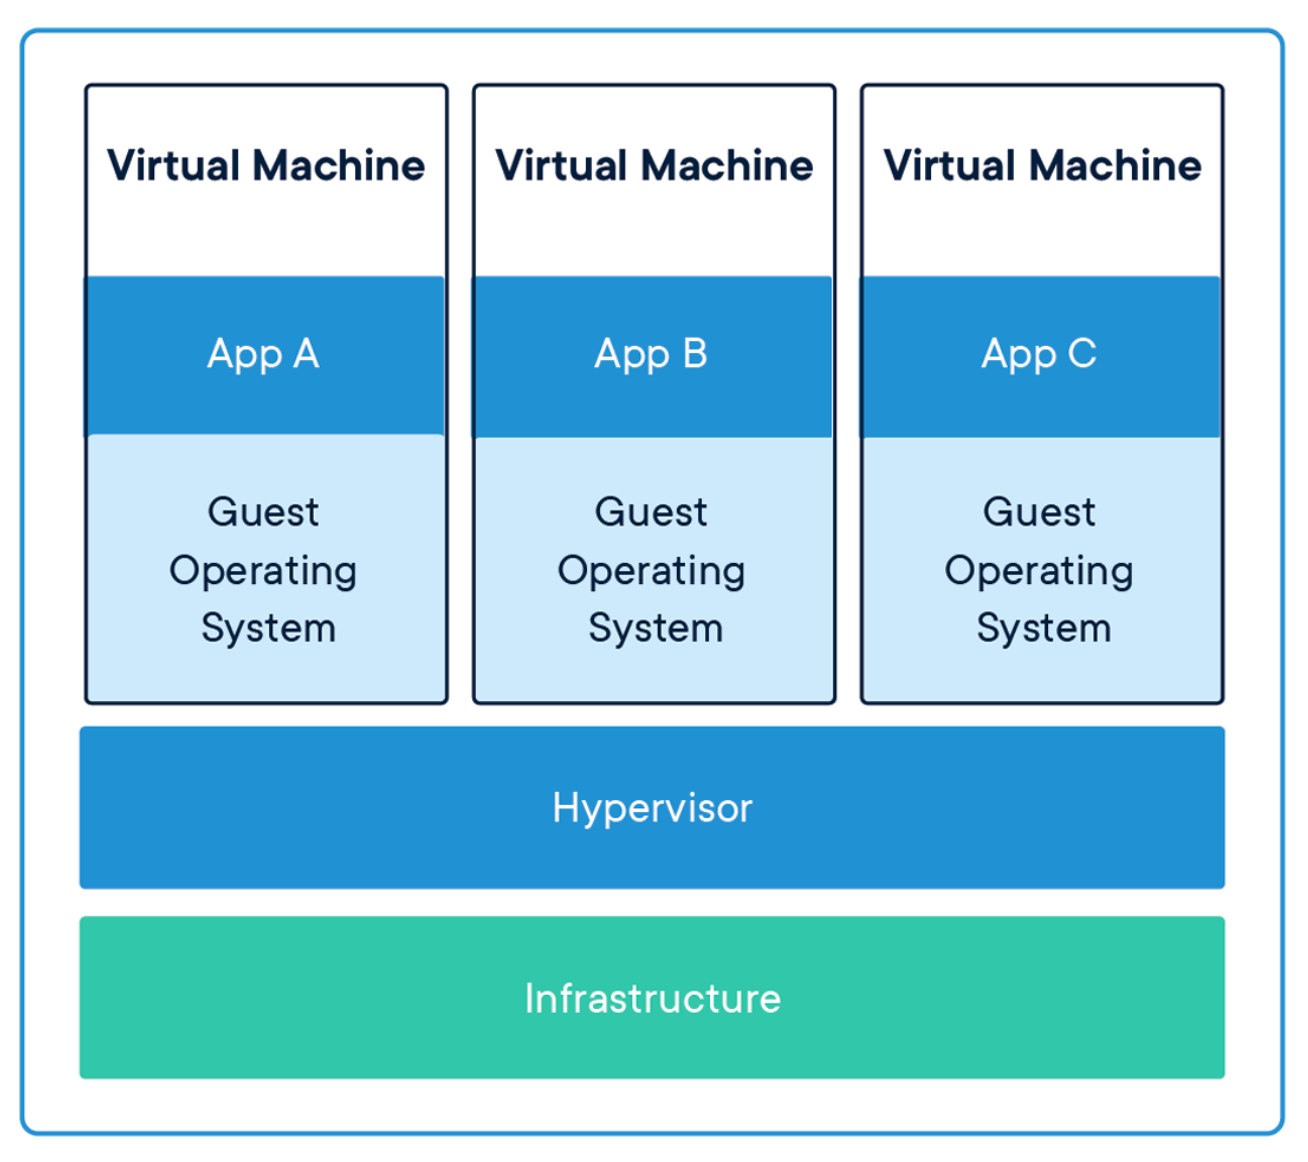 Virtual Machine
Virtual Machine
Virtual Machine
App A
App B
App C
Guest
Operating
System
Guest
Operating
System
Guest
Operating
System
Hypervisor
Infrastructure